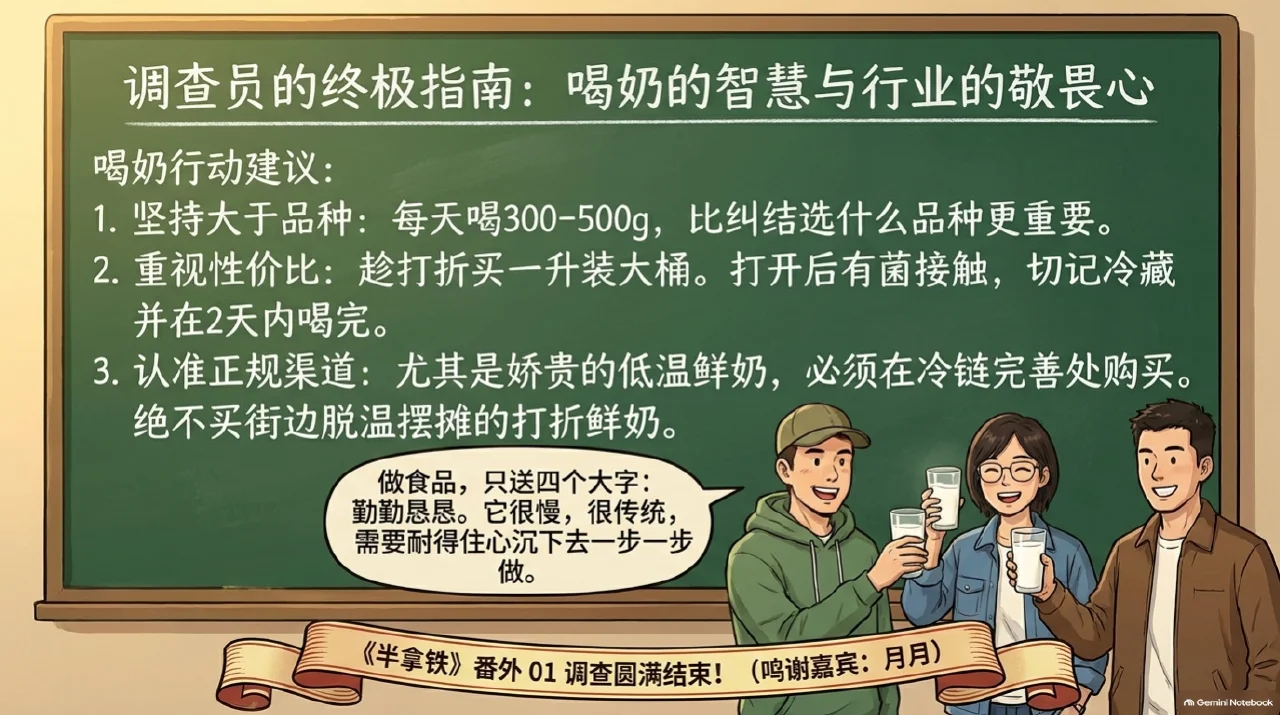 调查员的终极指南：喝奶的智慧与行业的敬畏心
喝奶行动建议：
1. 坚持大于品种：每天喝300-500g，比纠结选什么品种更重要。
2. 重视性价比：趁打折买一升装大桶。打开后有菌接触，切记冷藏
并在2天内喝完。
3. 认准正规渠道：尤其是娇贵的低温鲜奶，必须在冷链完善处购买。
绝不买街边脱温摆摊的打折鲜奶。
做食品，只送四个大字：
勤勤恳恳。它很慢，很传统，
需要耐得住心沉下去一步一步
做。
《半拿铁》番外 01 调查圆满结束！（鸣谢嘉宾：月月）
Gemini Notebook